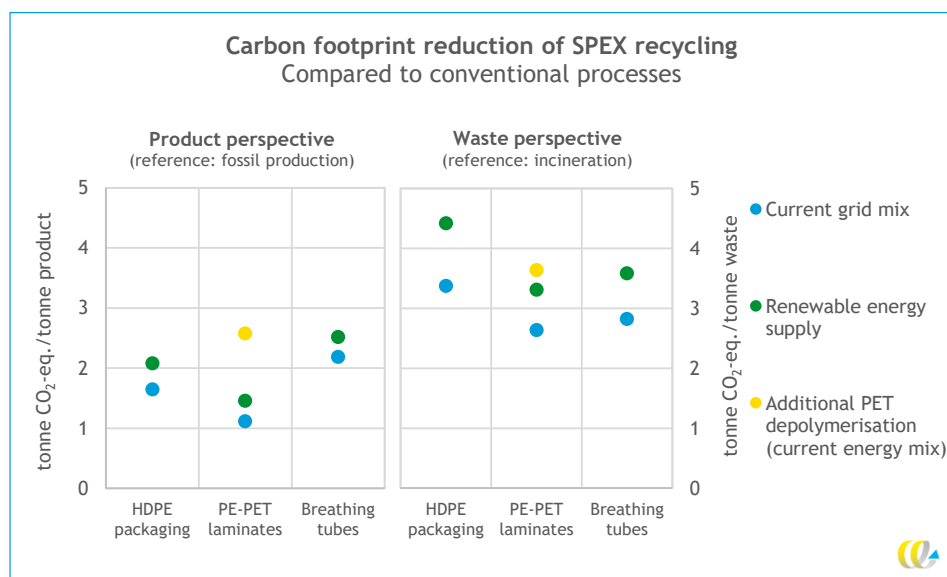 Carbon footprint reduction of SPEX recycling
Compared to conventional processes
Product perspective
(reference: fossil production)
Waste perspective
(reference: incineration)
tonne CO₂-eq./tonne product
5
4
3
2
1
0
HDPE
packaging
PE-PET
laminates
Breathing
tubes
HDPE
packaging
PE-PET
laminates
Breathing
tubes
5
4
3
2
1
0
tonne CO₂-eq./tonne waste
Current grid mix
Renewable energy
supply
Additional PET
depolymerisation
(current energy mix)